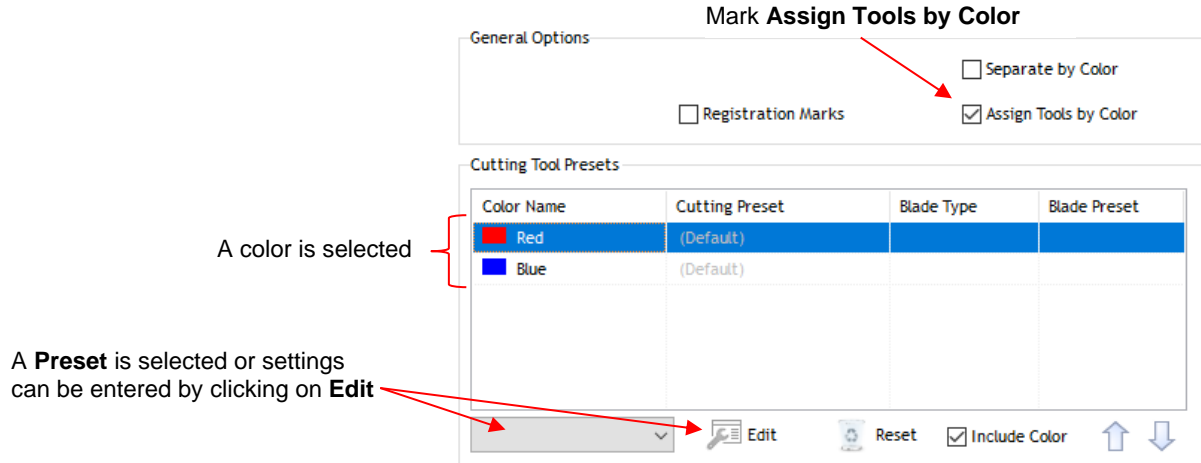 Mark Assign Tools by Color
General Options
Separate by Color
Registration Marks
Assign Tools by Color
Cutting Tool Presets
Color Name Cutting Preset Blade Type Blade Preset
Red (Default)
A color is selected
Blue (Default)
A Preset is selected or settings
can be entered by clicking on Edit
Edit Reset Include Color